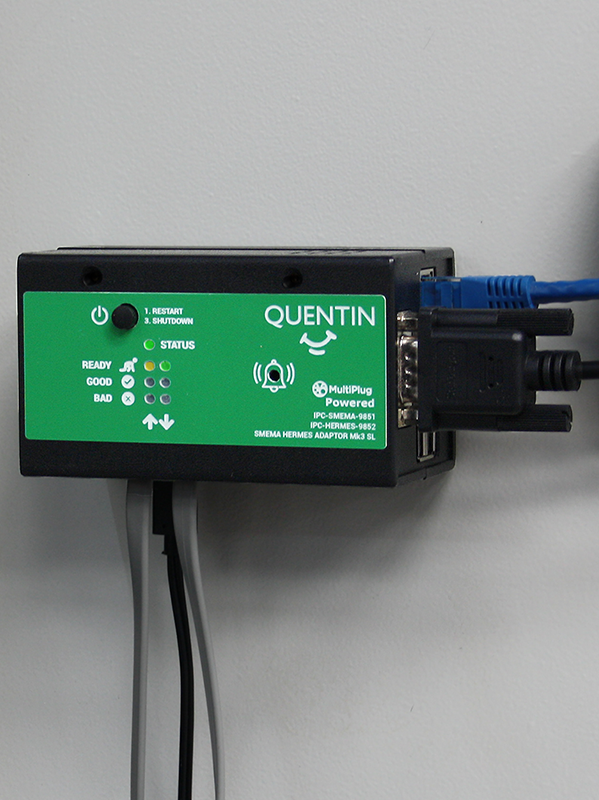 QUENTIN
1. RESTART
3. SHUTDOWN
STATUS
READY
GOOD
BAD
MultiPlug
Powered
IPC-SMEMA-9851
IPC-HERMES-9852
SMEMA HERMES ADAPTOR Mk3 SL